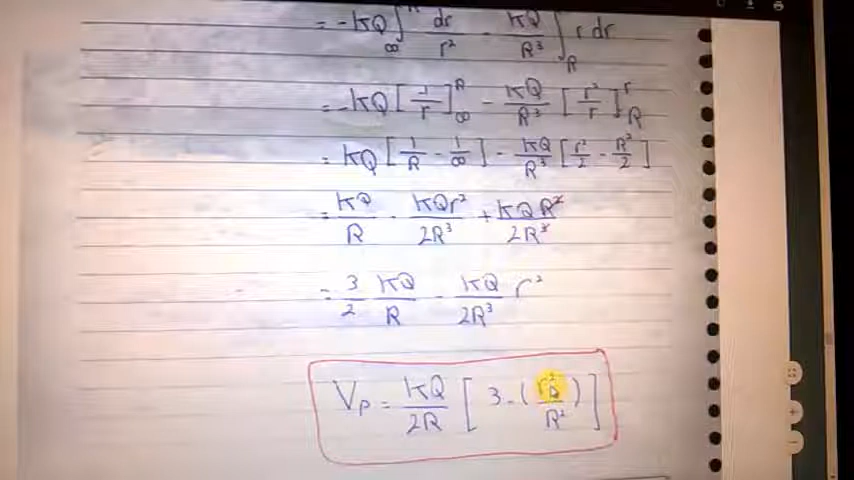 = -KQ ∫_∞^R dr/r² - KQ/R³ ∫_R r dr
= -KQ [1/r]_∞^R - KQ/R³ [r²/r]_R^r
= KQ [1/R - 1/∞] - KQ/R³ [r²/2 - R²/2]
= KQ/R - KQr²/2R³ + KQR²/2R³
= 3/2 KQ/R - KQ/2R³ r²
V_P = KQ/2R [3 - (r²/R²)]